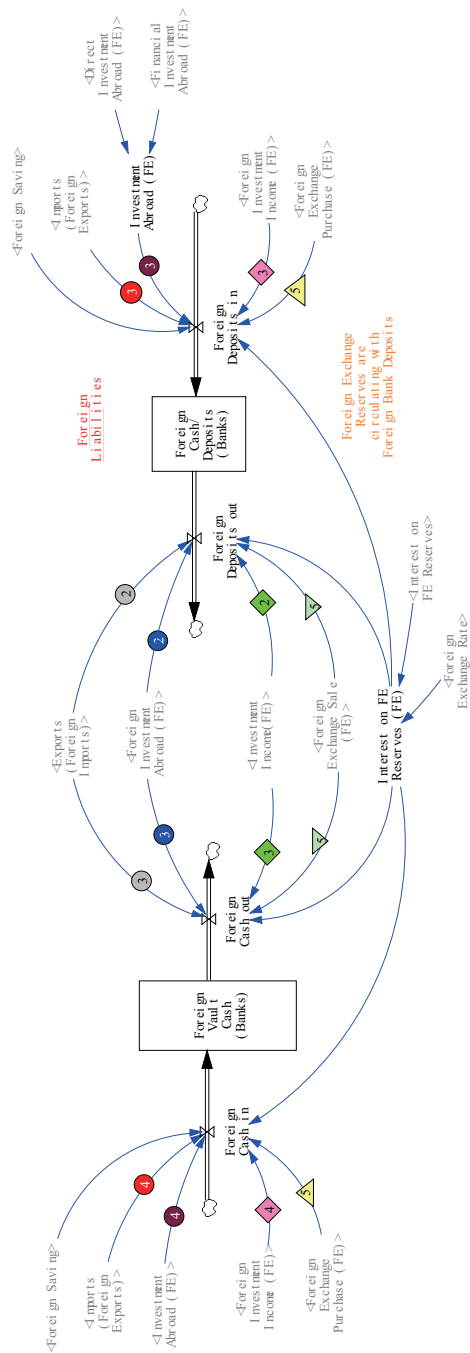 <Foreign Saving>
<Imports
(Foreign
Exports)>
4
<Investment
Abroad (FE)>
4
Foreign
Cash in
<Foreign
Investment
Income (FE)>
4
<Foreign
Exchange
Purchase (FE)>
5
Foreign
Vault
Cash
(Banks)
Foreign
Cash out
3
3
3
5
<Exports
(Foreign
Imports)>
<Foreign
Investment
Abroad (FE)>
<Investment
Income(FE)>
<Foreign
Exchange Sale
(FE)>
Interest on FE
Reserves (FE)
<Foreign
Exchange Rate>
<Interest on
FE Reserves>
2
2
2
5
Foreign
Deposits out
Foreign
Cash/
Deposits
(Banks)
Foreign
Liabilities
Foreign
Deposits in
Foreign Exchange
Reserves are
circulating with
Foreign Bank Deposits
<Foreign Saving>
<Imports
(Foreign
Exports)>
3
Investment
Abroad (FE)
3
<Direct
Investment
Abroad (FE)>
<Financial
Investment
Abroad (FE)>
<Foreign
Investment
Income (FE)>
3
<Foreign
Exchange
Purchase (FE)>
5